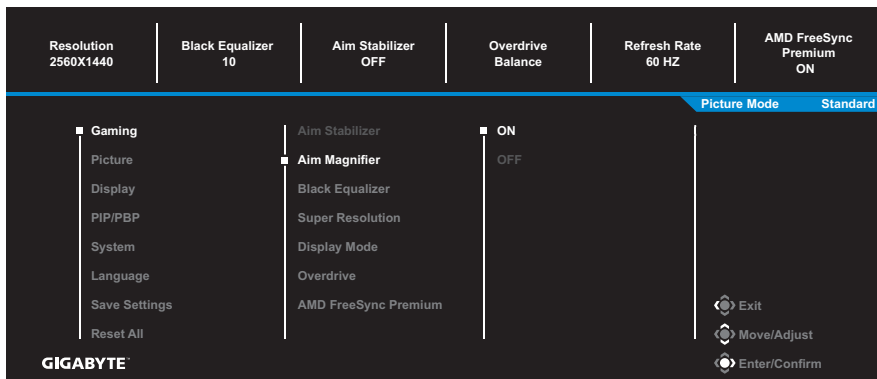 Resolution
2560X1440
Black Equalizer
10
Aim Stabilizer
OFF
Overdrive
Balance
Refresh Rate
60 HZ
AMD FreeSync
Premium
ON
Picture Mode Standard
Gaming
Picture
Display
PIP/PBP
System
Language
Save Settings
Reset All
Aim Stabilizer
Aim Magnifier
Black Equalizer
Super Resolution
Display Mode
Overdrive
AMD FreeSync Premium
ON
OFF
Exit
Move/Adjust
Enter/Confirm
GIGABYTE™